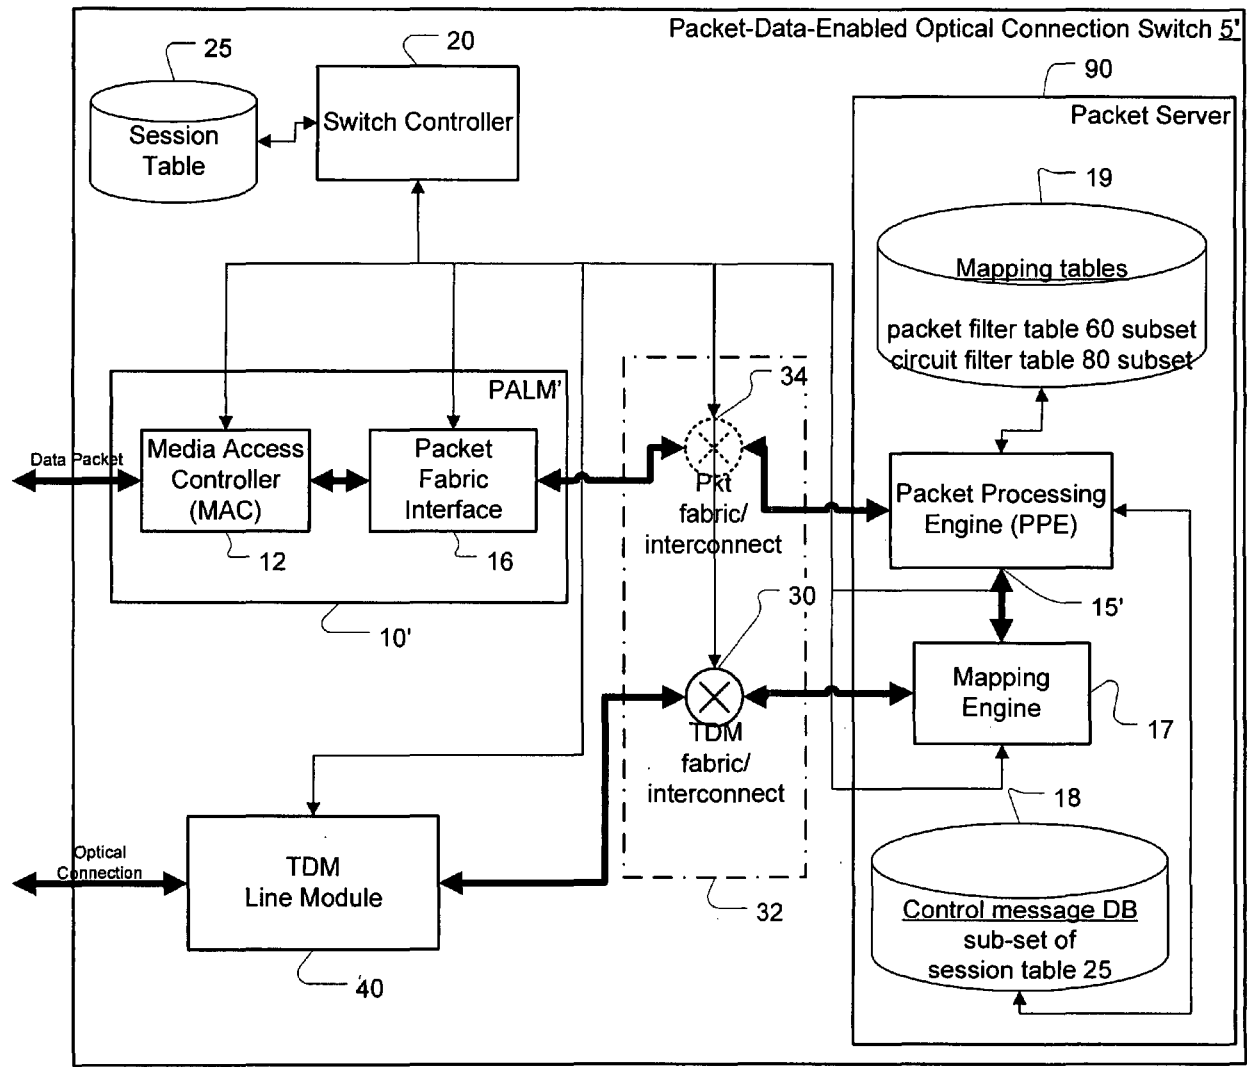 Packet-Data-Enabled Optical Connection Switch 5'
25
20
90
Session
Table
Switch Controller
Packet Server
19
Mapping tables
packet filter table 60 subset
circuit filter table 80 subset
PALM'
34
Data Packet
Media Access
Controller
(MAC)
Packet
Fabric
Interface
Pkt
fabric/
interconnect
Packet Processing
Engine (PPE)
12
16
10'
30
15'
Mapping
Engine
17
TDM
fabric/
interconnect
18
Optical
Connection
TDM
Line Module
32
40
Control message DB
sub-set of
session table 25